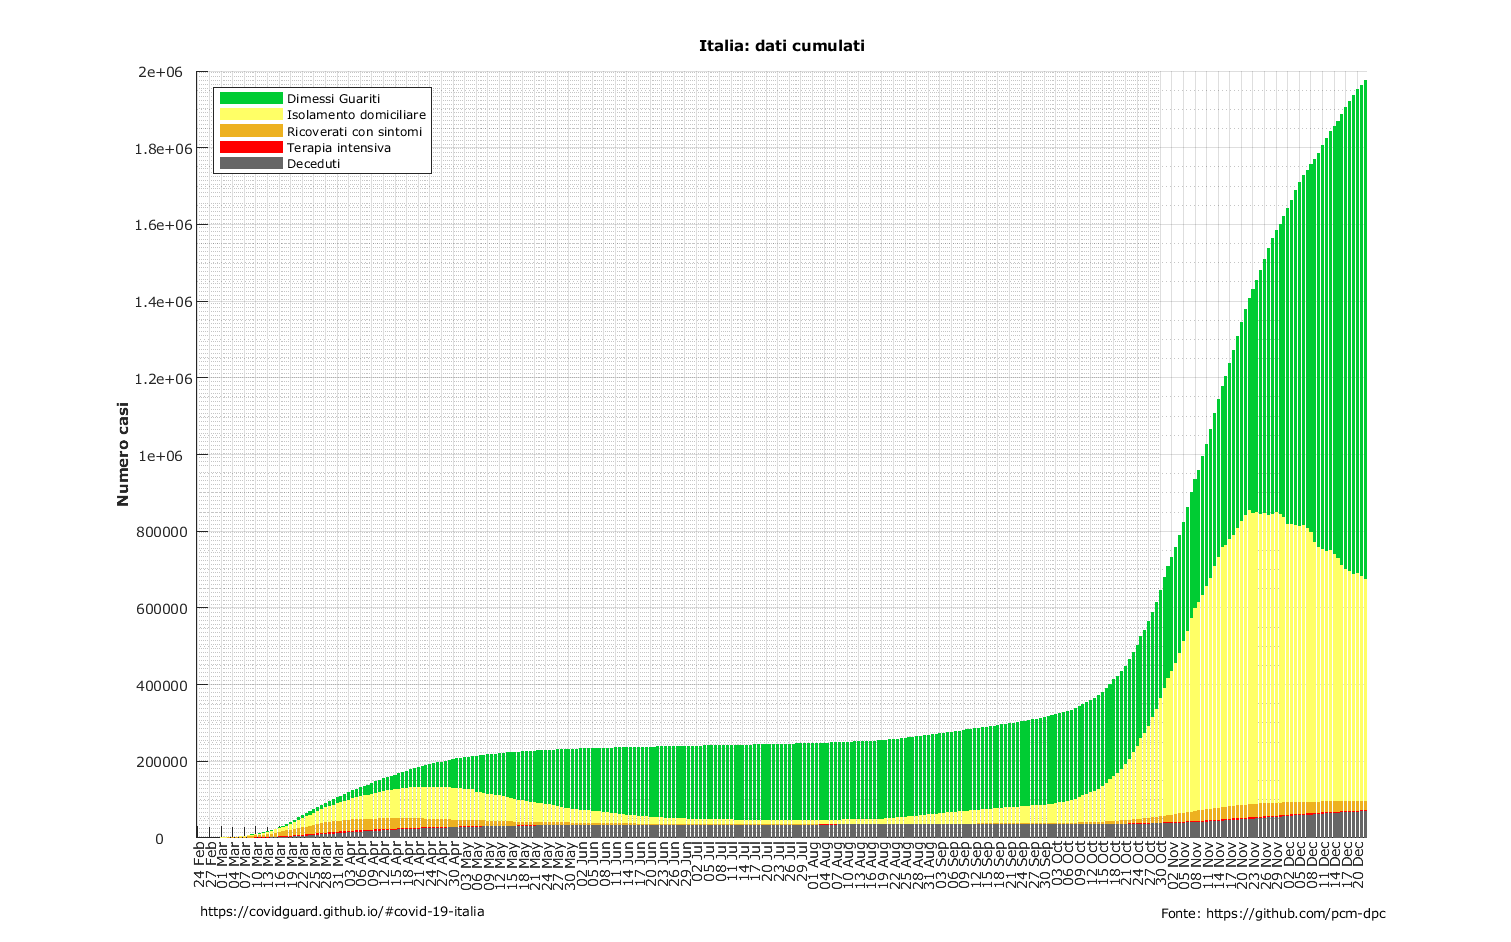 Italia: dati cumulati
2e+06
1.8e+06
1.6e+06
1.4e+06
1.2e+06
1e+06
800000
600000
400000
200000
0
Numero casi
Dimessi Guariti
Isolamento domiciliare
Ricoverati con sintomi
Terapia intensiva
Deceduti
24 Feb
27 Feb
01 Mar
04 Mar
07 Mar
10 Mar
13 Mar
16 Mar
19 Mar
22 Mar
25 Mar
28 Mar
31 Mar
03 Apr
06 Apr
09 Apr
12 Apr
15 Apr
18 Apr
21 Apr
24 Apr
27 Apr
30 Apr
03 May
06 May
09 May
12 May
15 May
18 May
21 May
24 May
27 May
30 May
02 Jun
05 Jun
08 Jun
11 Jun
14 Jun
17 Jun
20 Jun
23 Jun
26 Jun
29 Jun
02 Jul
05 Jul
08 Jul
11 Jul
14 Jul
17 Jul
20 Jul
23 Jul
26 Jul
29 Jul
01 Aug
04 Aug
07 Aug
10 Aug
13 Aug
16 Aug
19 Aug
22 Aug
25 Aug
28 Aug
31 Aug
03 Sep
06 Sep
09 Sep
12 Sep
15 Sep
18 Sep
21 Sep
24 Sep
27 Sep
30 Sep
03 Oct
06 Oct
09 Oct
12 Oct
15 Oct
18 Oct
21 Oct
24 Oct
27 Oct
30 Oct
02 Nov
05 Nov
08 Nov
11 Nov
14 Nov
17 Nov
20 Nov
23 Nov
26 Nov
29 Nov
02 Dec
05 Dec
08 Dec
11 Dec
14 Dec
17 Dec
20 Dec
https://covidguard.github.io/#covid-19-italia
Fonte: https://github.com/pcm-dpc